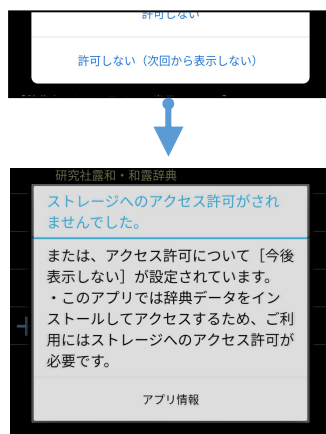 許可しない
許可しない（次回から表示しない）
研究社露和・和露辞典
ストレージへのアクセス許可がされ
ませんでした。
または、アクセス許可について［今後
表示しない］が設定されています。
・このアプリでは辞典データをイン
ストールしてアクセスするため、ご利
用にはストレージへのアクセス許可が
必要です。
アプリ情報